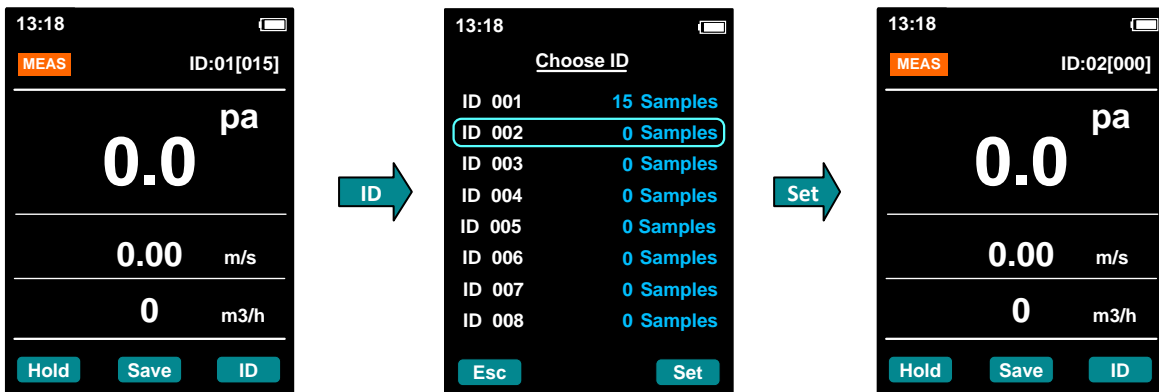 13:18
MEAS ID:01[015]
pa
0.0
0.00 m/s
0 m3/h
Hold Save ID
ID
13:18
Choose ID
ID 001 15 Samples
ID 002 0 Samples
ID 003 0 Samples
ID 004 0 Samples
ID 005 0 Samples
ID 006 0 Samples
ID 007 0 Samples
ID 008 0 Samples
Esc Set
Set
13:18
MEAS ID:02[000]
pa
0.0
0.00 m/s
0 m3/h
Hold Save ID